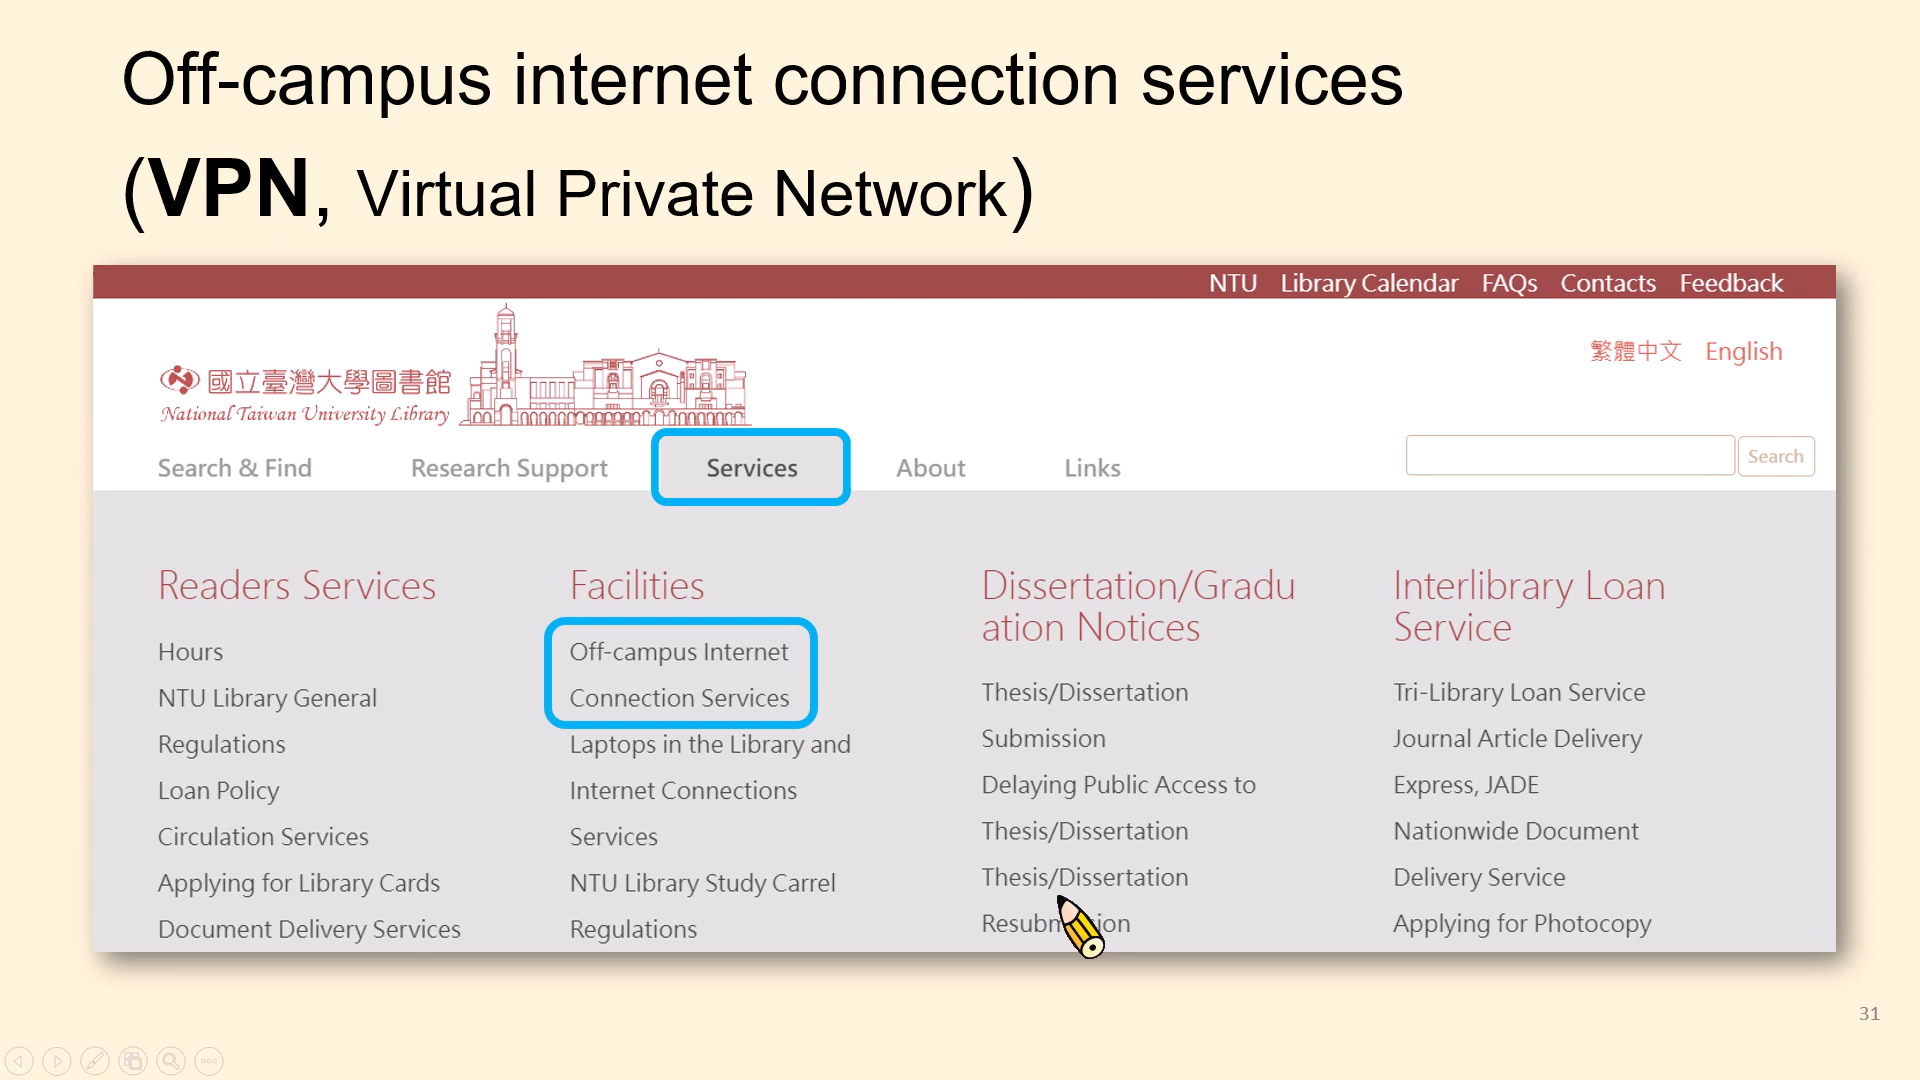 Off-campus internet connection services
(VPN, Virtual Private Network)
NTU Library Calendar FAQs Contacts Feedback
繁體中文 English
國立臺灣大學圖書館
National Taiwan University Library
Search & Find Research Support Services About Links Search
Readers Services
Hours
NTU Library General
Regulations
Loan Policy
Circulation Services
Applying for Library Cards
Document Delivery Services
Facilities
Off-campus Internet
Connection Services
Laptops in the Library and
Internet Connections
Services
NTU Library Study Carrel
Regulations
Dissertation/Gradu
ation Notices
Thesis/Dissertation
Submission
Delaying Public Access to
Thesis/Dissertation
Thesis/Dissertation
Resubmission
Interlibrary Loan
Service
Tri-Library Loan Service
Journal Article Delivery
Express, JADE
Nationwide Document
Delivery Service
Applying for Photocopy
31